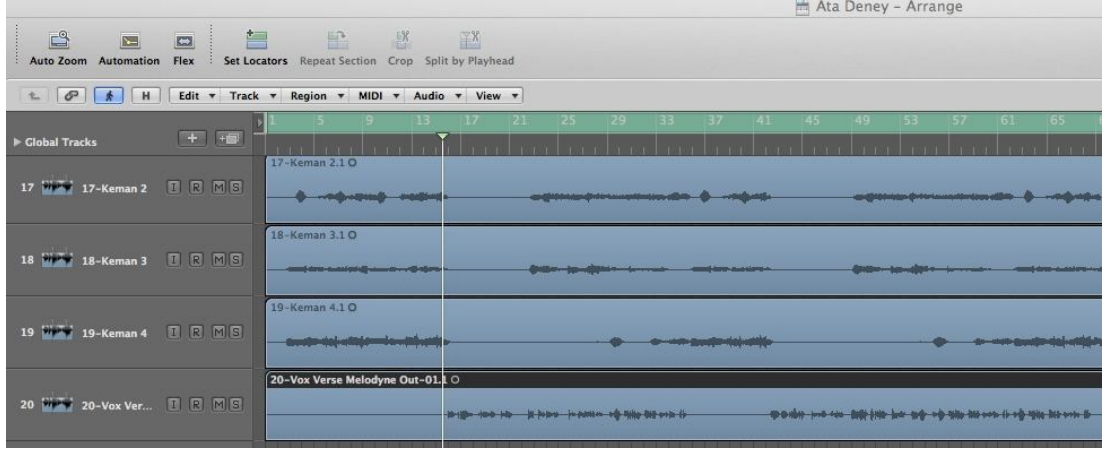 Ata Deney - Arrange
Auto Zoom Automation Flex Set Locators Repeat Section Crop Split by Playhead
H Edit Track Region MIDI Audio View
1 5 9 13 17 21 25 29 33 37 41 45 49 53 57 61 65
Global Tracks
17-Keman 2.1
17 17-Keman 2 I R M S
18-Keman 3.1
18 18-Keman 3 I R M S
19-Keman 4.1
19 19-Keman 4 I R M S
20-Vox Verse Melodyne Out-01.1
20 20-Vox Ver... I R M S